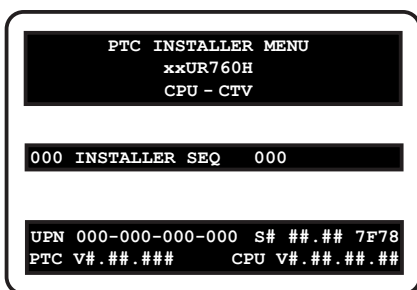 PTC INSTALLER MENU
xxUR760H
CPU - CTV
000 INSTALLER SEQ 000
UPN 000-000-000-000 S# ##.## 7F78
PTC V#.##.### CPU V#.##.##.##